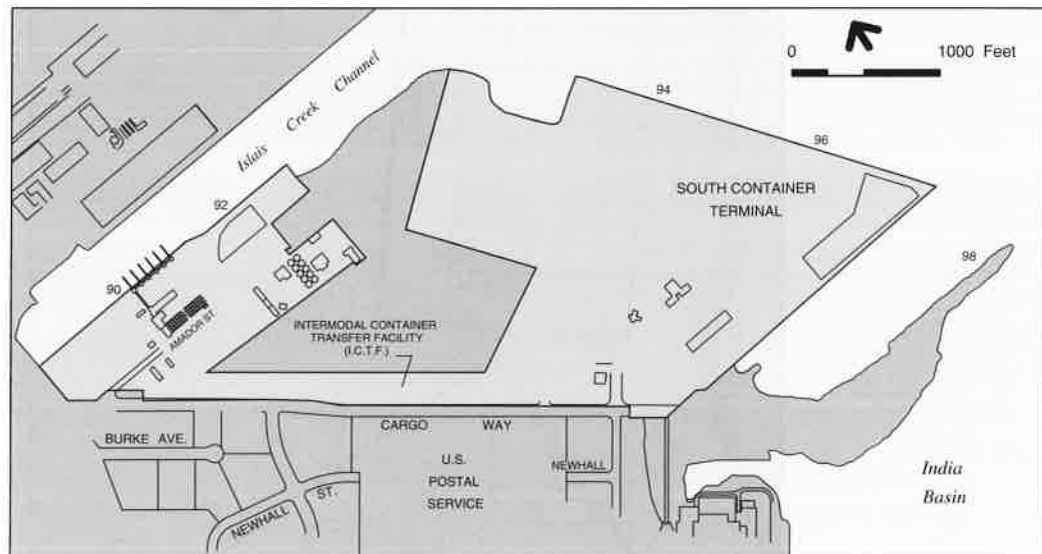 0 1000 Feet
Islais Creek Channel
94
96
SOUTH CONTAINER
TERMINAL
92
98
90
AMADOR ST.
INTERMODAL CONTAINER
TRANSFER FACILITY
(I.C.T.F.)
CARGO WAY
BURKE AVE.
U.S.
POSTAL
SERVICE
NEWHALL
NEWHALL ST.
India
Basin